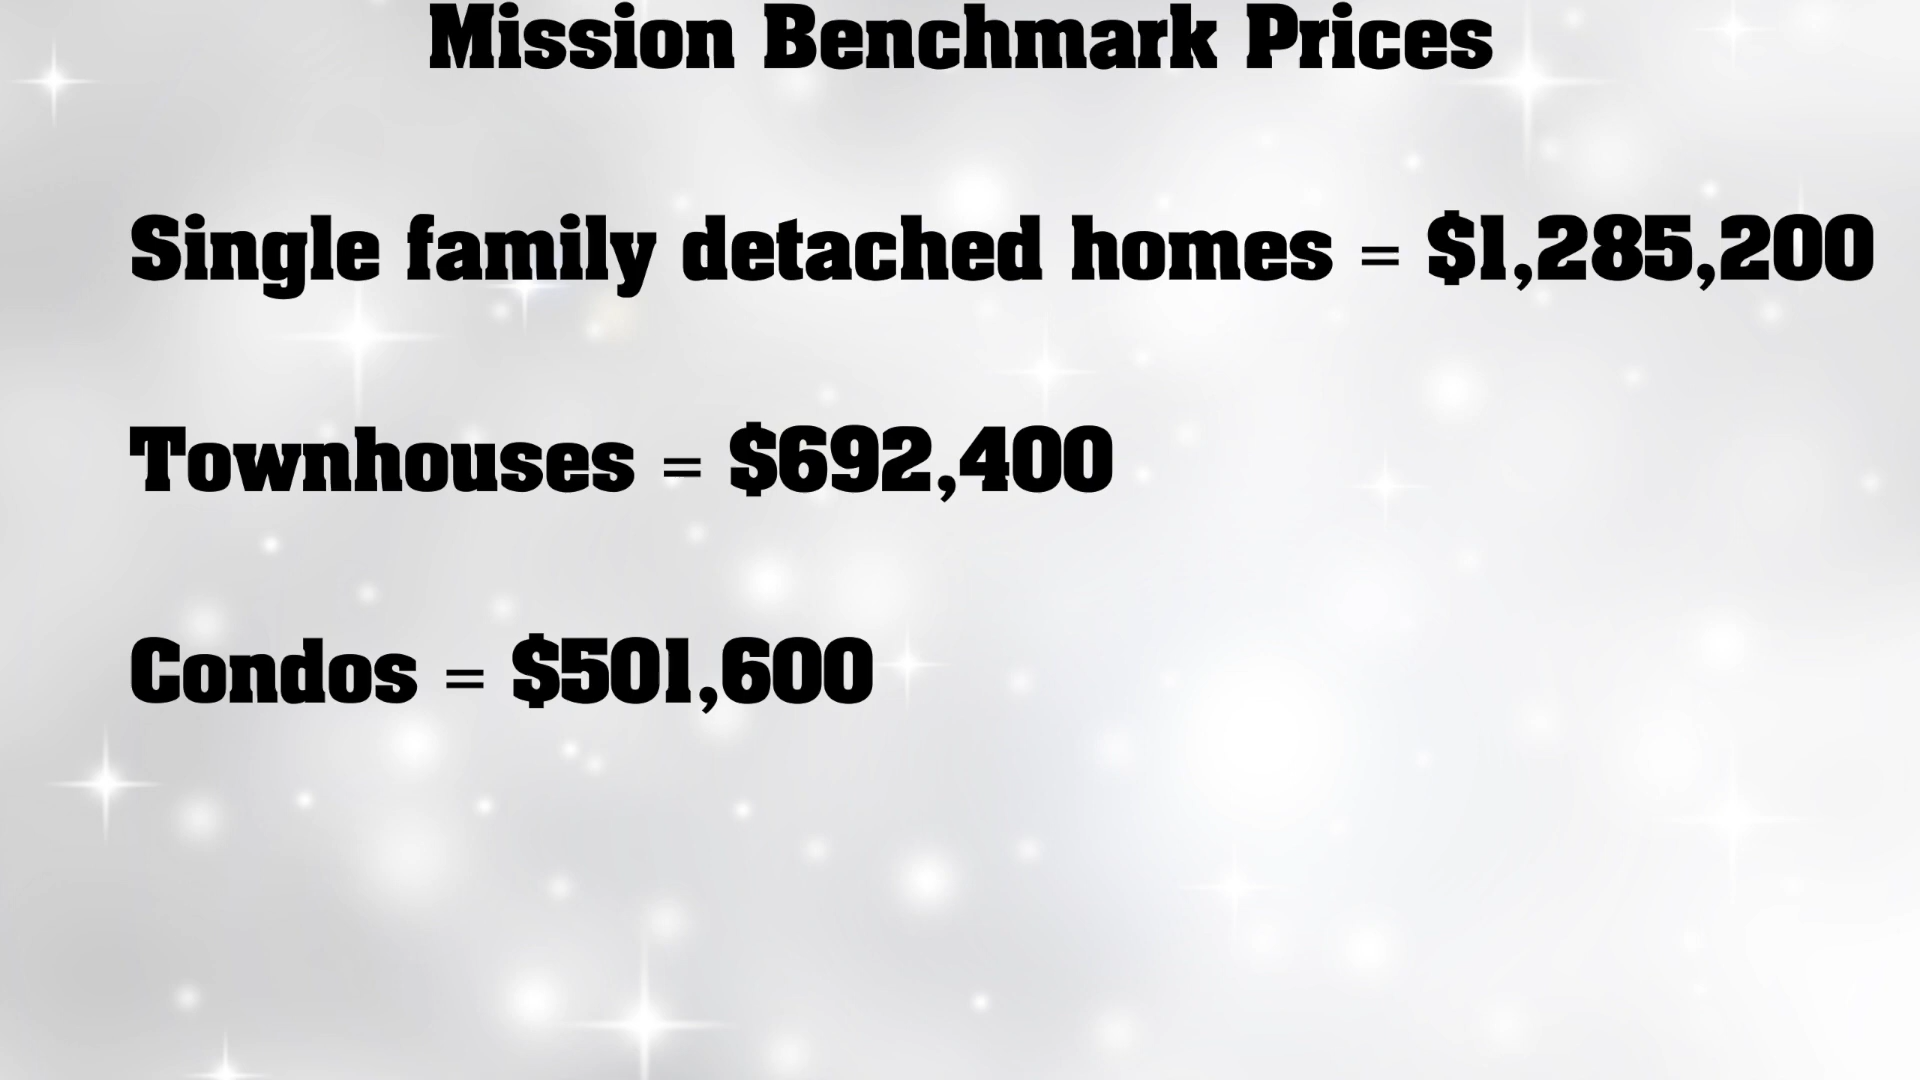 Mission Benchmark Prices
Single family detached homes = $1,285,200
Townhouses = $692,400
Condos = $501,600